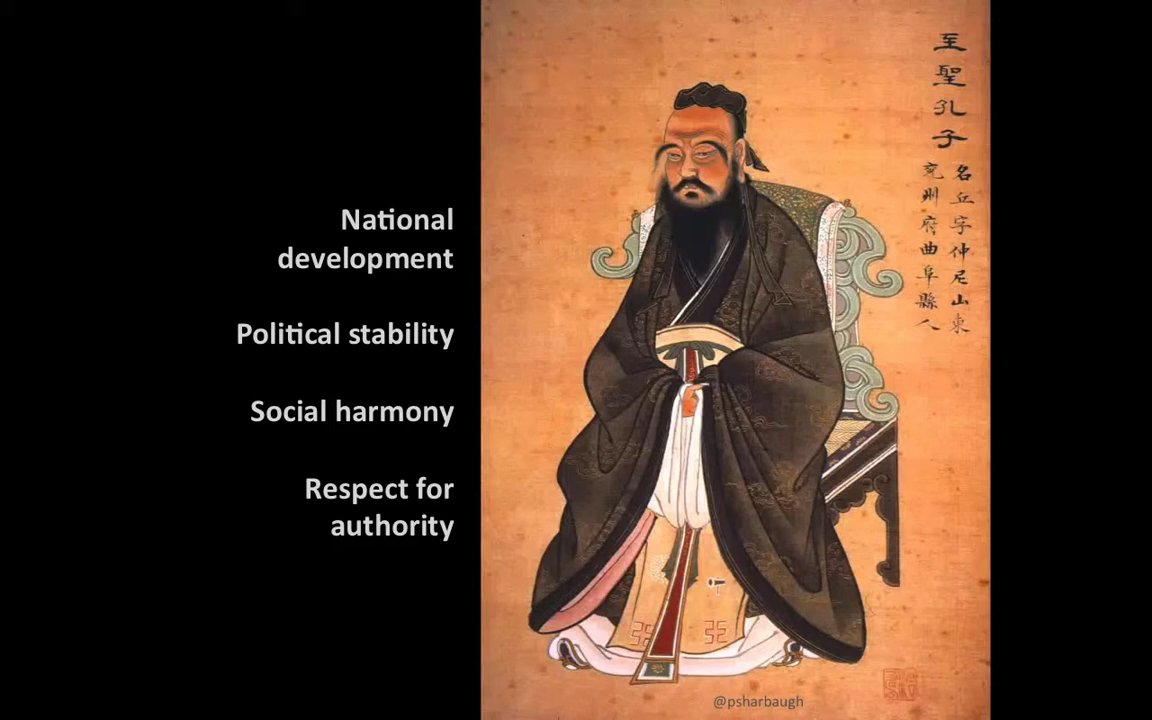 National
development
Political stability
Social harmony
Respect for
authority
至聖孔子
名丘字仲尼山東
兗州府曲阜縣人
@psharbaugh